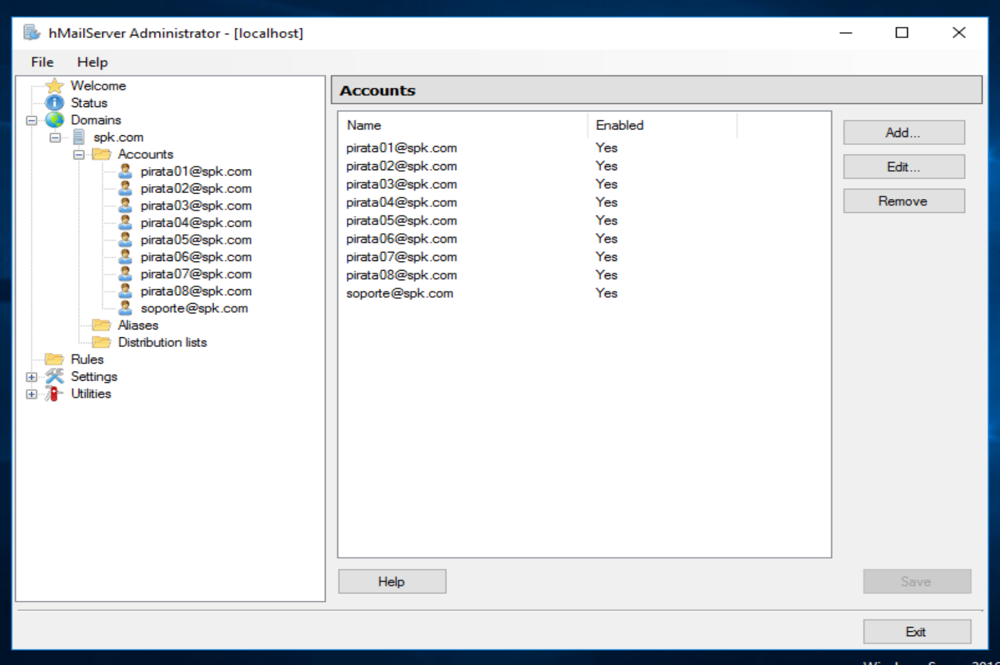 hMailServer Administrator - [localhost]
File Help
Welcome
Status
Domains
spk.com
Accounts
pirata01@spk.com
pirata02@spk.com
pirata03@spk.com
pirata04@spk.com
pirata05@spk.com
pirata06@spk.com
pirata07@spk.com
pirata08@spk.com
soporte@spk.com
Aliases
Distribution lists
Rules
Settings
Utilities
Accounts
Name Enabled
pirata01@spk.com Yes
pirata02@spk.com Yes
pirata03@spk.com Yes
pirata04@spk.com Yes
pirata05@spk.com Yes
pirata06@spk.com Yes
pirata07@spk.com Yes
pirata08@spk.com Yes
soporte@spk.com Yes
Add...
Edit...
Remove
Help
Save
Exit